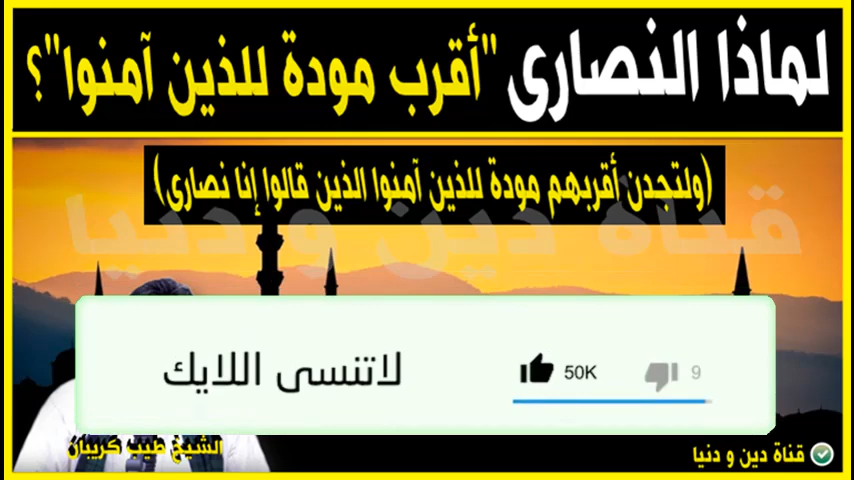 لماذا النصارى "أقرب مودة للذين آمنوا"؟
(ولتجدن أقربهم مودة للذين آمنوا الذين قالوا إنا نصارى)
قناة دين و دنيا
لاتنسى اللايك
50K
9
الشيخ طيب كريبان
قناة دين و دنيا